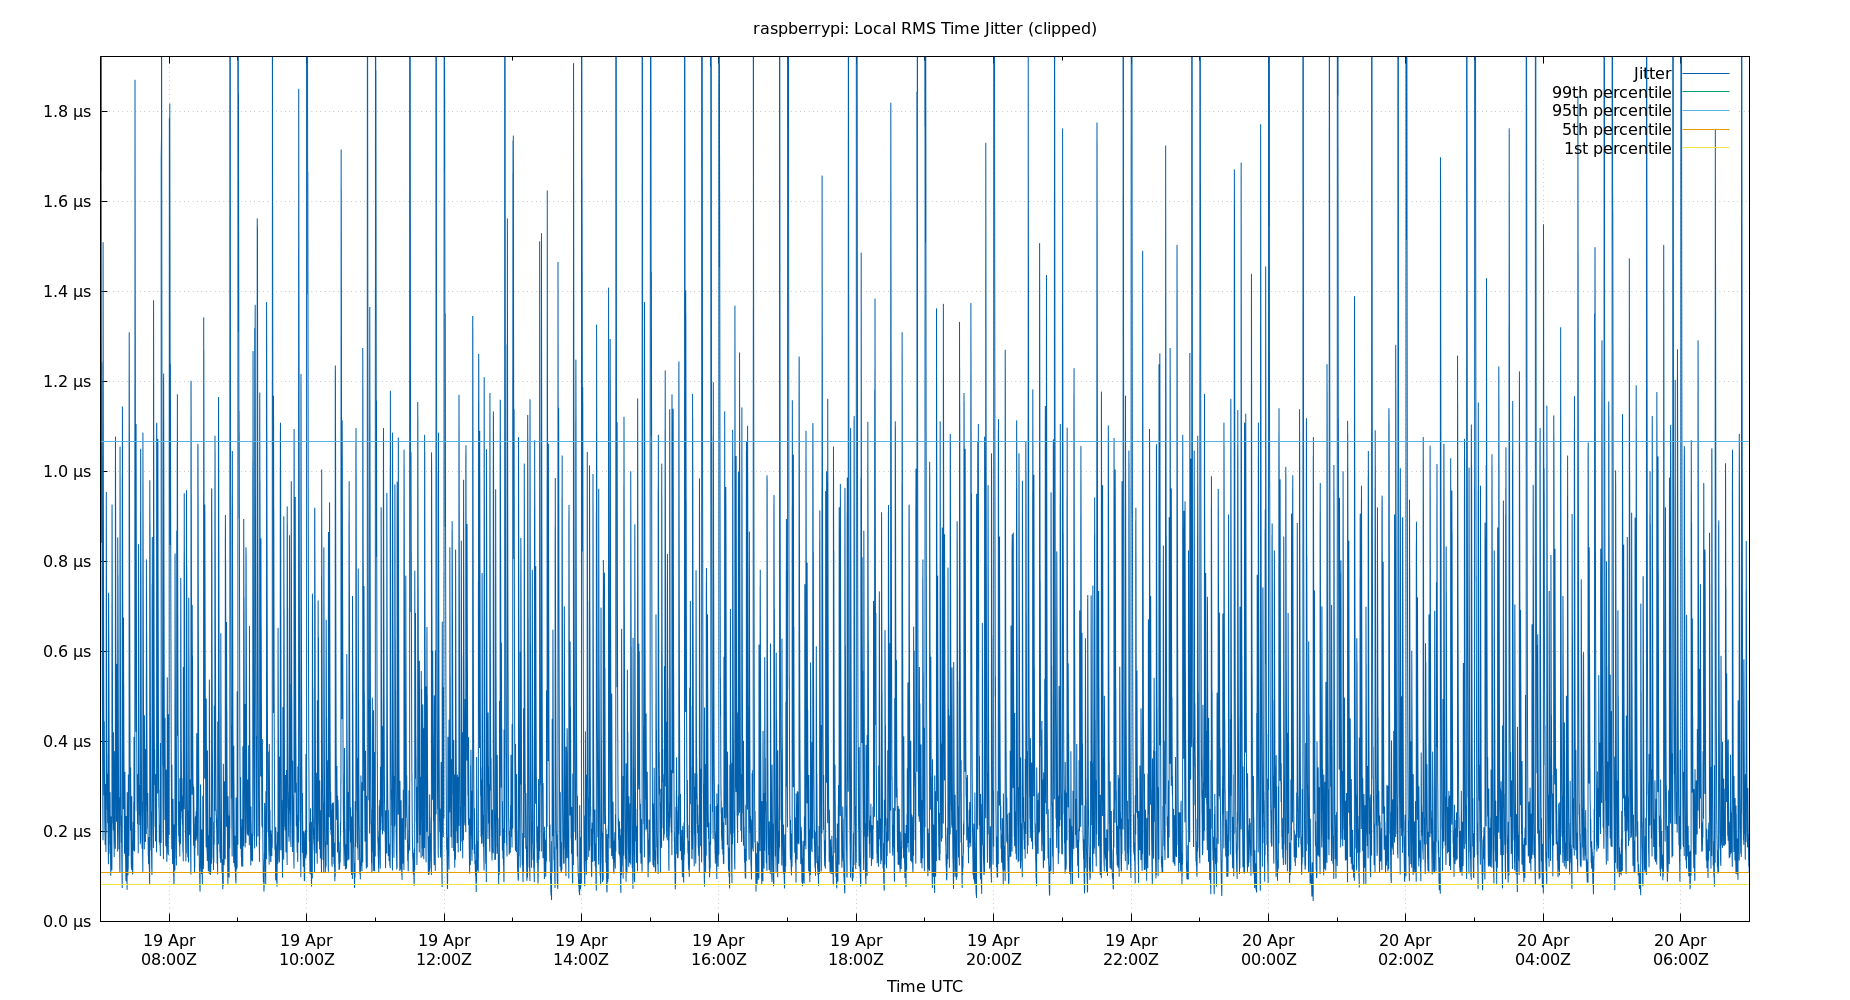 raspberrypi: Local RMS Time Jitter (clipped)
Jitter
99th percentile
95th percentile
5th percentile
1st percentile
1.8 µs
1.6 µs
1.4 µs
1.2 µs
1.0 µs
0.8 µs
0.6 µs
0.4 µs
0.2 µs
0.0 µs
19 Apr 19 Apr 19 Apr 19 Apr 19 Apr 19 Apr 19 Apr 19 Apr 20 Apr 20 Apr 20 Apr 20 Apr
08:00Z 10:00Z 12:00Z 14:00Z 16:00Z 18:00Z 20:00Z 22:00Z 00:00Z 02:00Z 04:00Z 06:00Z
Time UTC